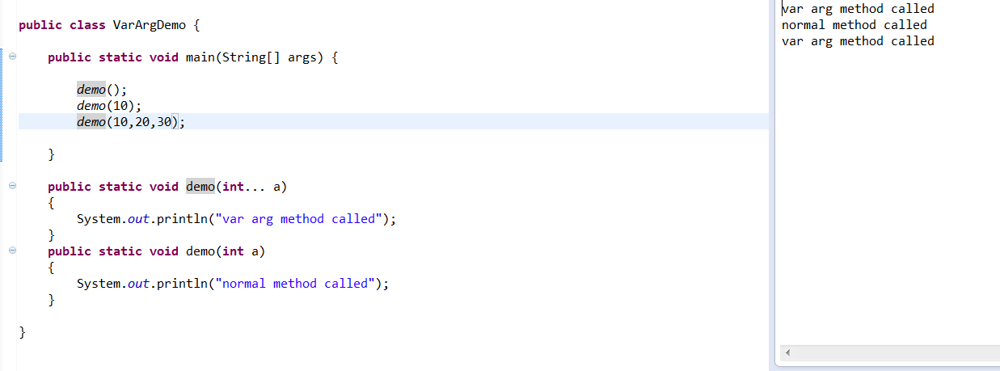 public class VarArgDemo {
public static void main(String[] args) {
demo();
demo(10);
demo(10,20,30);
}
public static void demo(int... a)
{
System.out.println("var arg method called");
}
public static void demo(int a)
{
System.out.println("normal method called");
}
}
var arg method called
normal method called
var arg method called